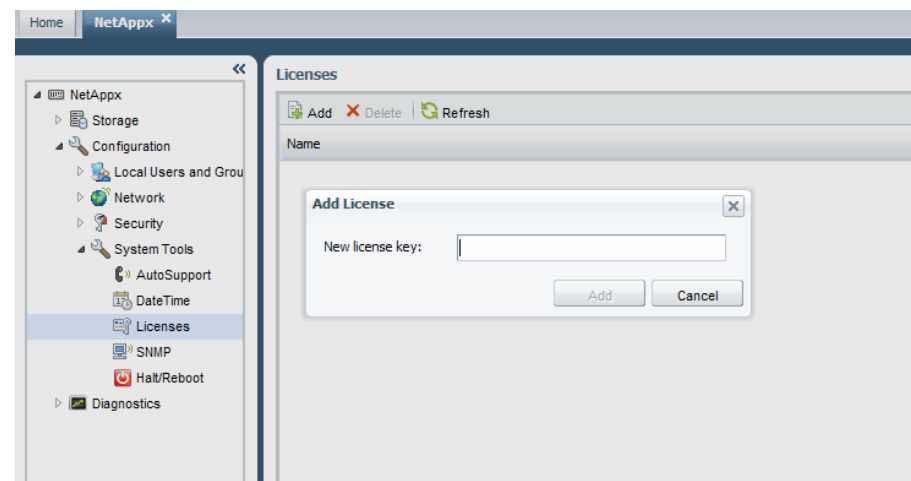 Home NetAppx
Licenses
NetAppx
Storage
Configuration
Local Users and Grou
Network
Security
System Tools
AutoSupport
DateTime
Licenses
SNMP
Halt/Reboot
Diagnostics
Add Delete Refresh
Name
Add License
New license key:
Add Cancel